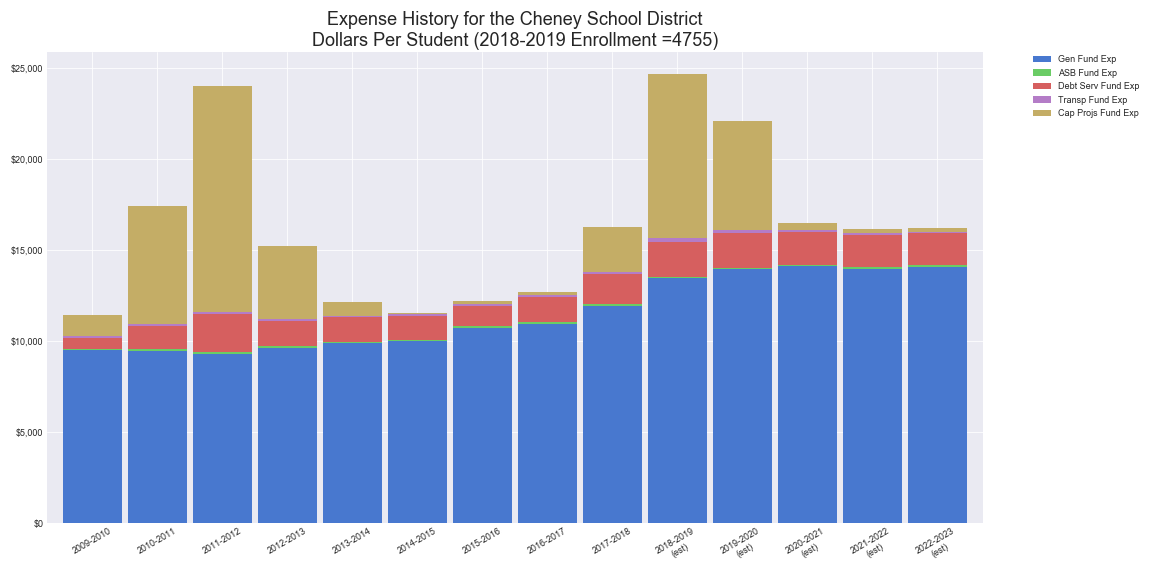 Expense History for the Cheney School District
Dollars Per Student (2018-2019 Enrollment =4755)
Gen Fund Exp
ASB Fund Exp
Debt Serv Fund Exp
Transp Fund Exp
Cap Projs Fund Exp
$25,000
$20,000
$15,000
$10,000
$5,000
$0
2009-2010
2010-2011
2011-2012
2012-2013
2013-2014
2014-2015
2015-2016
2016-2017
2017-2018
2018-2019
(est)
2019-2020
(est)
2020-2021
(est)
2021-2022
(est)
2022-2023
(est)